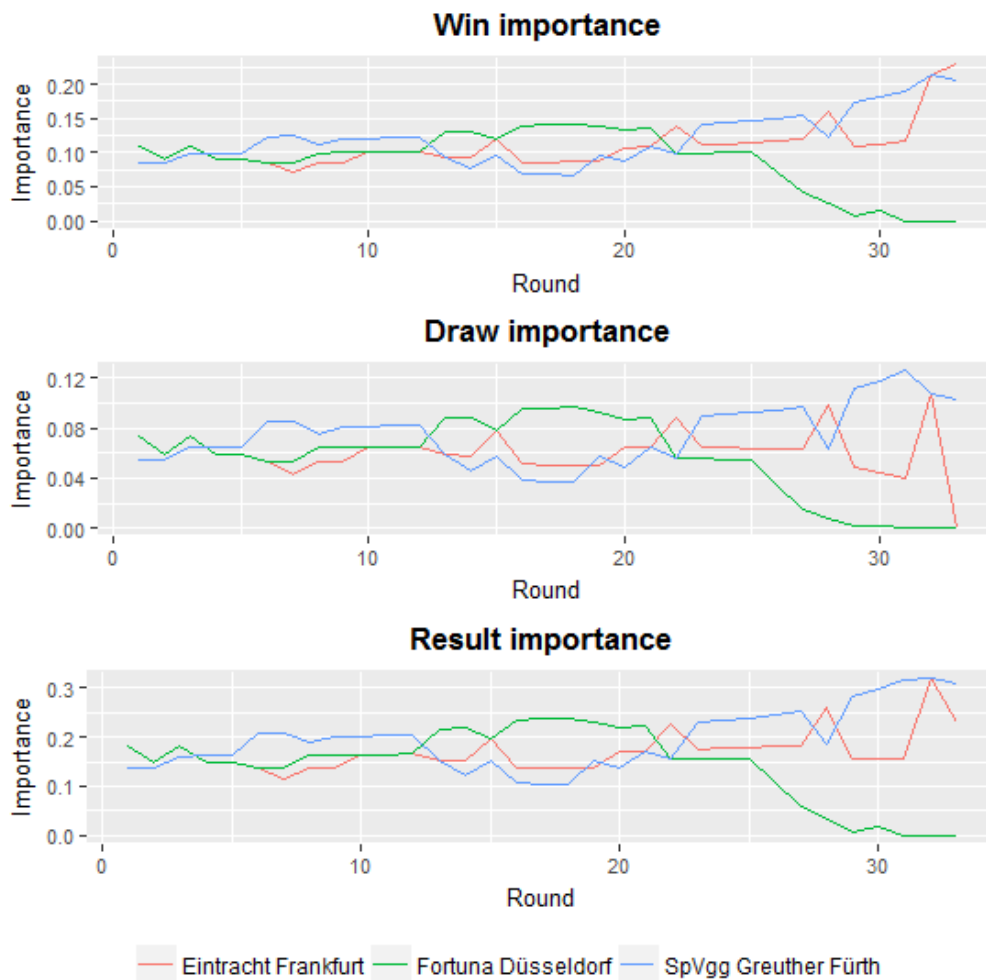 Win importance
Importance
0.20
0.15
0.10
0.05
0.00
0 10 20 30
Round
Draw importance
Importance
0.12
0.08
0.04
0.00
0 10 20 30
Round
Result importance
Importance
0.3
0.2
0.1
0.0
0 10 20 30
Round
Eintracht Frankfurt Fortuna Düsseldorf SpVgg Greuther Fürth